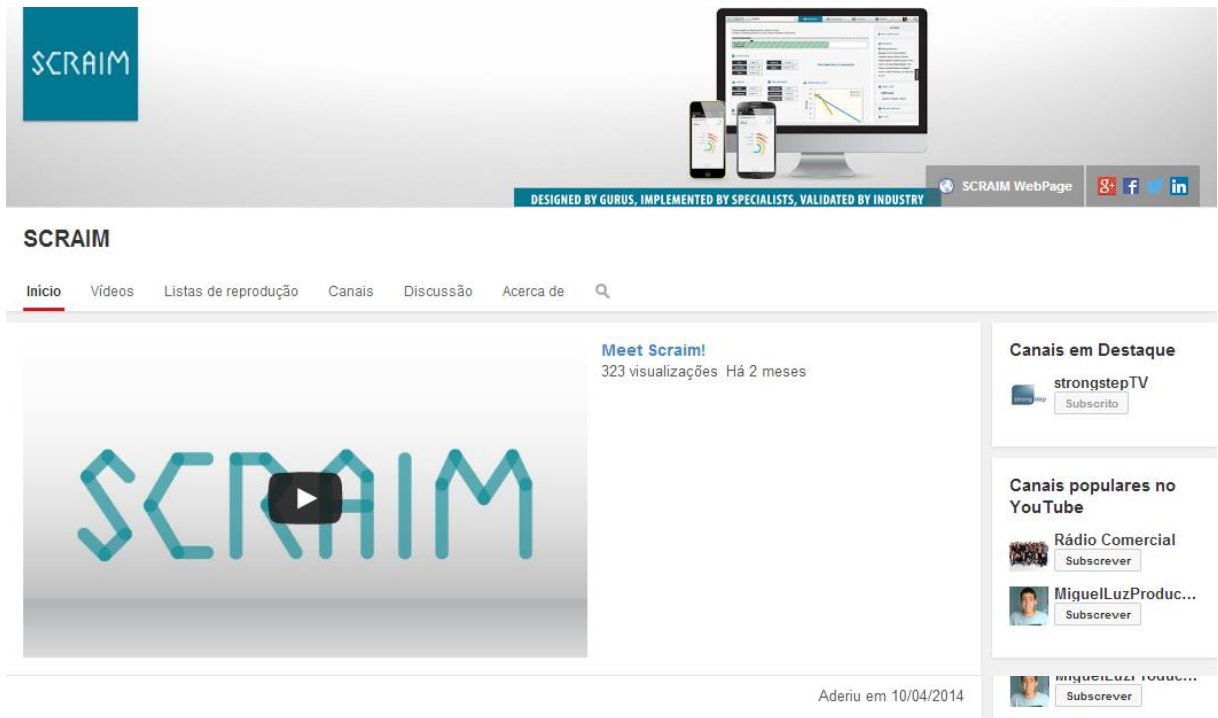 SCRAIM
DESIGNED BY GURUS, IMPLEMENTED BY SPECIALISTS, VALIDATED BY INDUSTRY
SCRAIM WebPage
SCRAIM
Início
Vídeos
Listas de reprodução
Canais
Discussão
Acerca de
SCRAIM
Meet Scraim!
323 visualizações Há 2 meses
Canais em Destaque
strongstepTV
Subscrito
Canais populares no
YouTube
Rádio Comercial
Subscrever
MiguelLuzProduc...
Subscrever
Aderiu em 10/04/2014
MiguelLuzProduc...
Subscrever